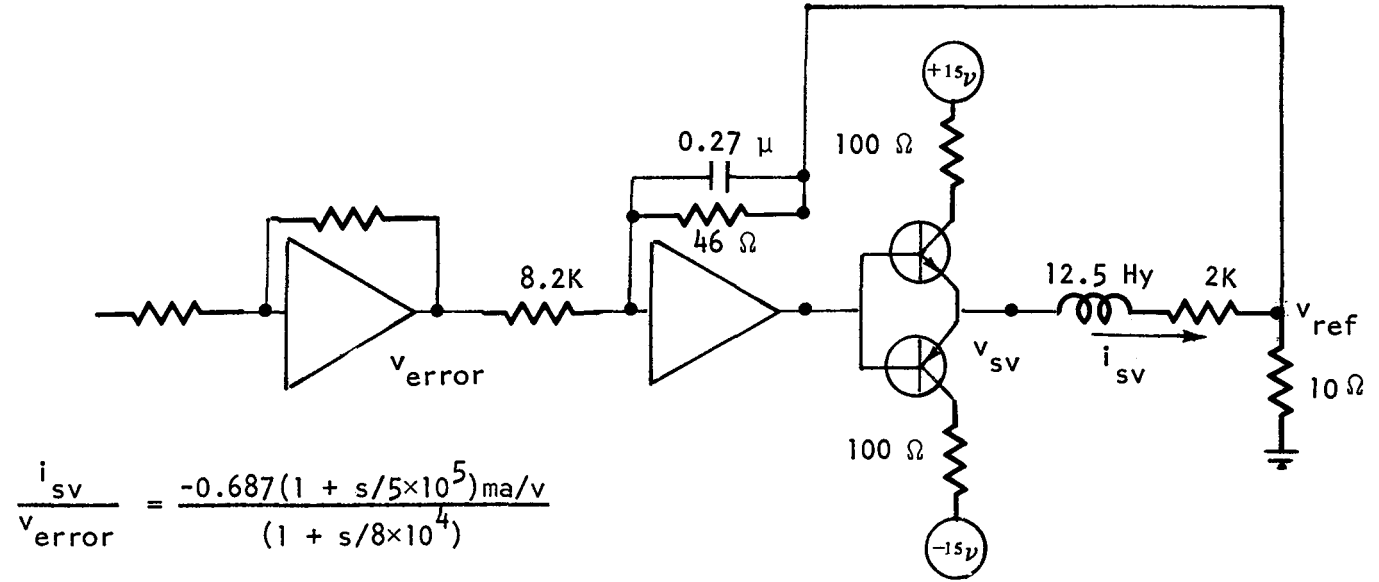 +15v
0.27 μ
100 Ω
46 Ω
8.2K
12.5 Hy
2K
v_ref
v_error
v_sv
i_sv
10 Ω
100 Ω
-15v
i_sv / v_error = -0.687(1 + s/5×10^5)ma/v / (1 + s/8×10^4)